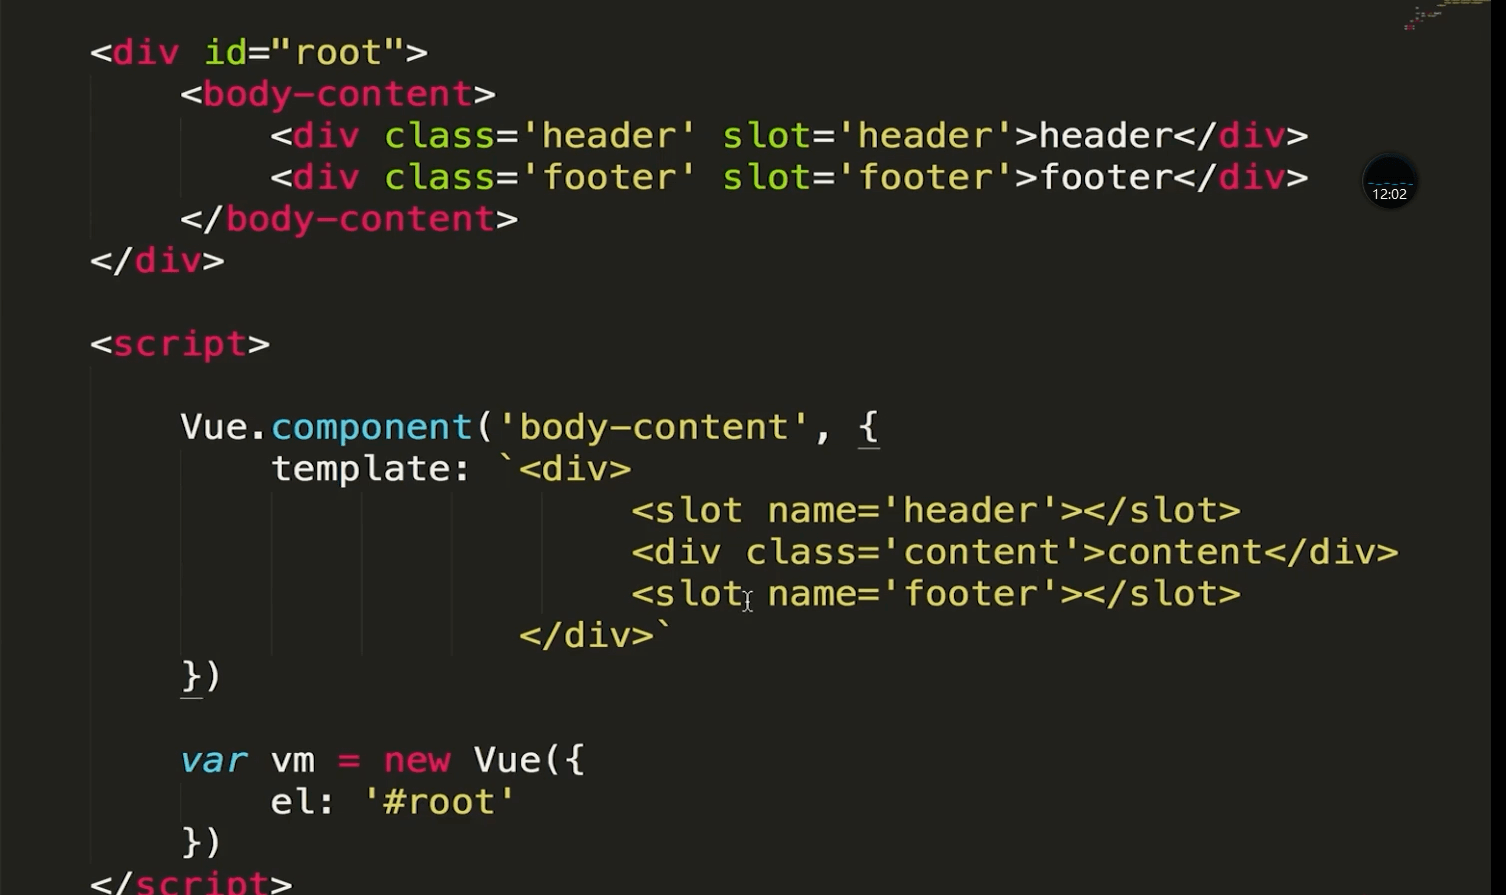 <div id="root">
    <body-content>
        <div class='header' slot='header'>header</div>
        <div class='footer' slot='footer'>footer</div>
    </body-content>
</div>
12:02
<script>
    Vue.component('body-content', {
        template: `<div>
                        <slot name='header'></slot>
                        <div class='content'>content</div>
                        <slot name='footer'></slot>
                   </div>`
    })
    var vm = new Vue({
        el: '#root'
    })
</script>